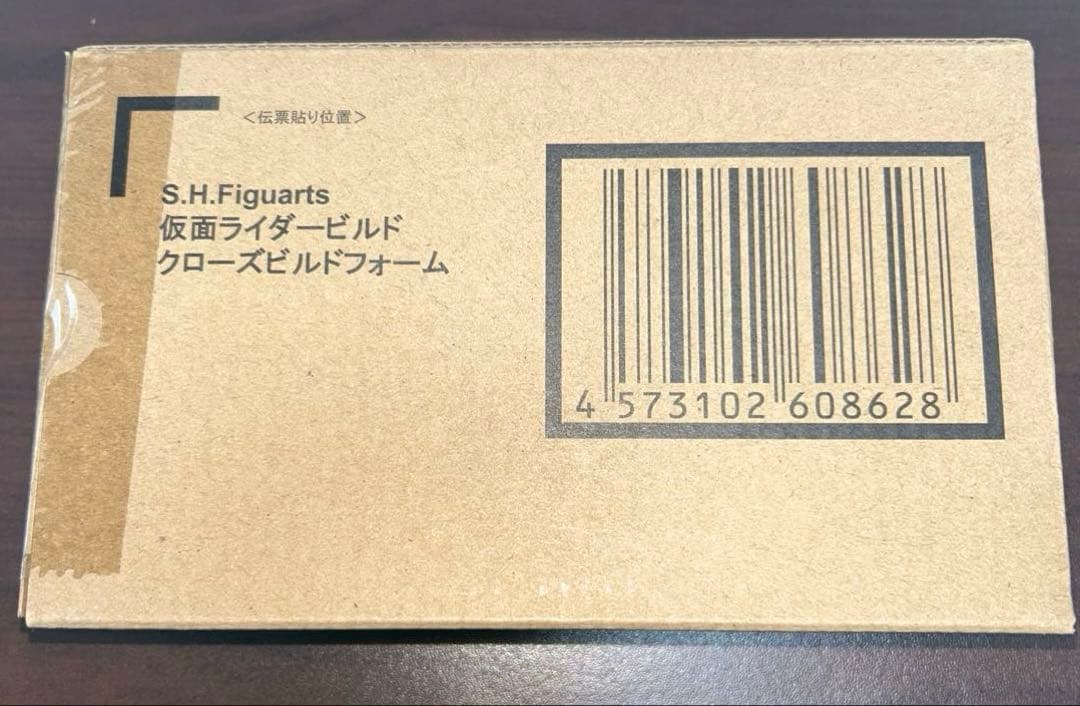 ＜伝票貼り位置＞
S.H.Figuarts
仮面ライダービルド
クローズビルドフォーム
4 573102 608628